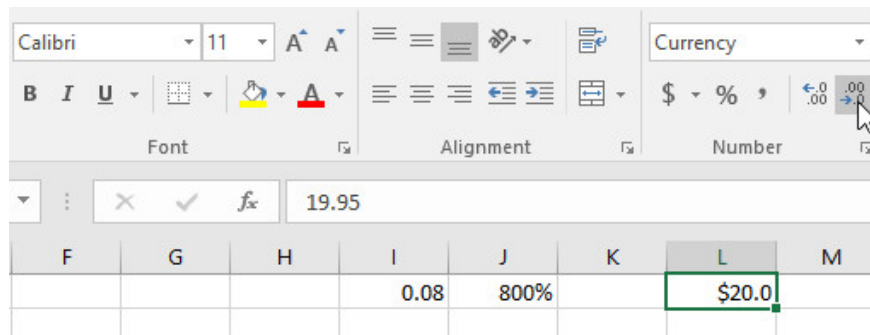 Calibri 11 A A Currency
B I U A $ % , .0 .00 .00 .0
Font Alignment Number
fx 19.95
F G H I J K L M
0.08 800% $20.0